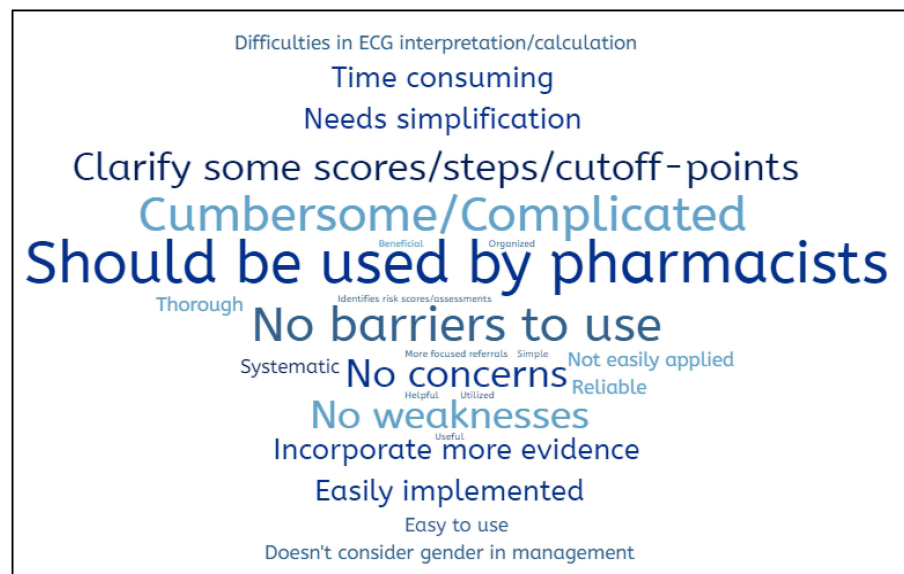 Difficulties in ECG interpretation/calculation
Time consuming
Needs simplification
Clarify some scores/steps/cutoff-points
Cumbersome/Complicated
Beneficial
Organized
Should be used by pharmacists
Thorough
Identifies risk scores/assessments
No barriers to use
More focused referrals
Simple
Systematic
No concerns
Not easily applied
Reliable
Helpful
Utilized
No weaknesses
Useful
Incorporate more evidence
Easily implemented
Easy to use
Doesn't consider gender in management